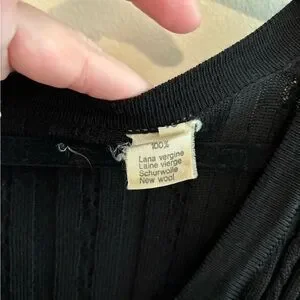 100%
Lana vergine
Laine vierge
Schurwolle
New wool